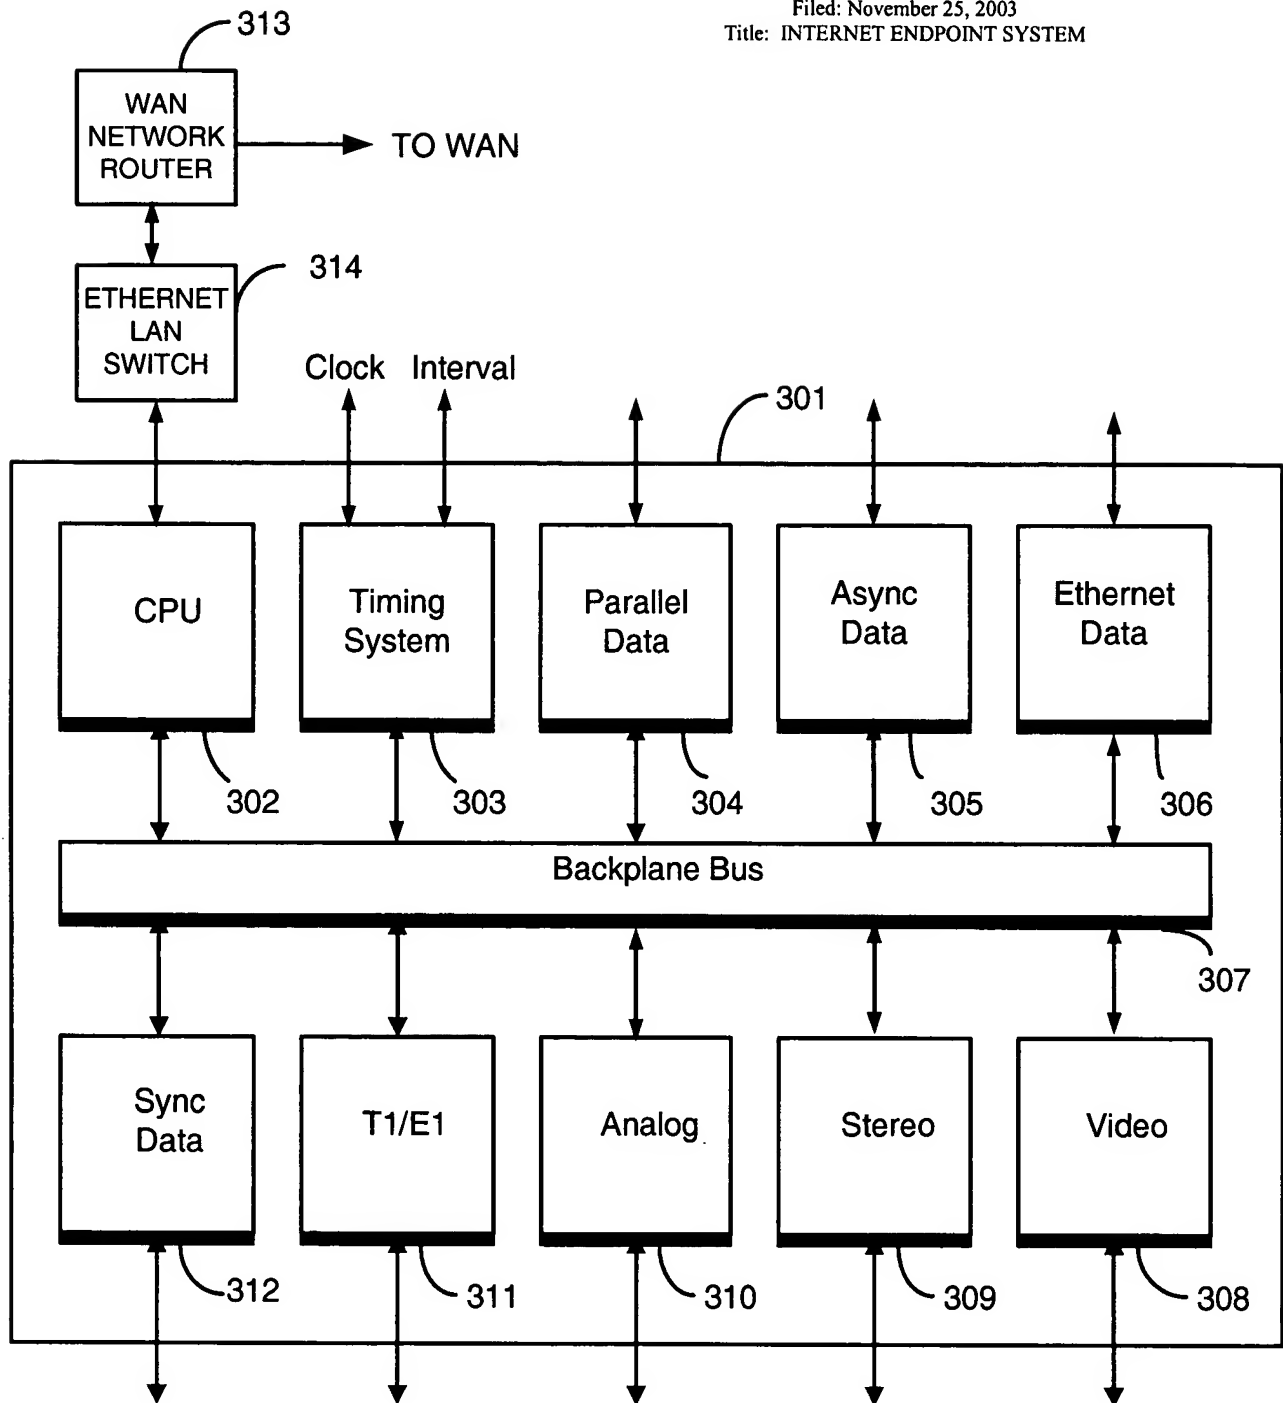 Filed: November 25, 2003
Title: INTERNET ENDPOINT SYSTEM
313
WAN
NETWORK
ROUTER
TO WAN
314
ETHERNET
LAN
SWITCH
Clock
Interval
301
CPU
Timing
System
Parallel
Data
Async
Data
Ethernet
Data
302
303
304
305
306
Backplane Bus
307
Sync
Data
T1/E1
Analog
Stereo
Video
312
311
310
309
308